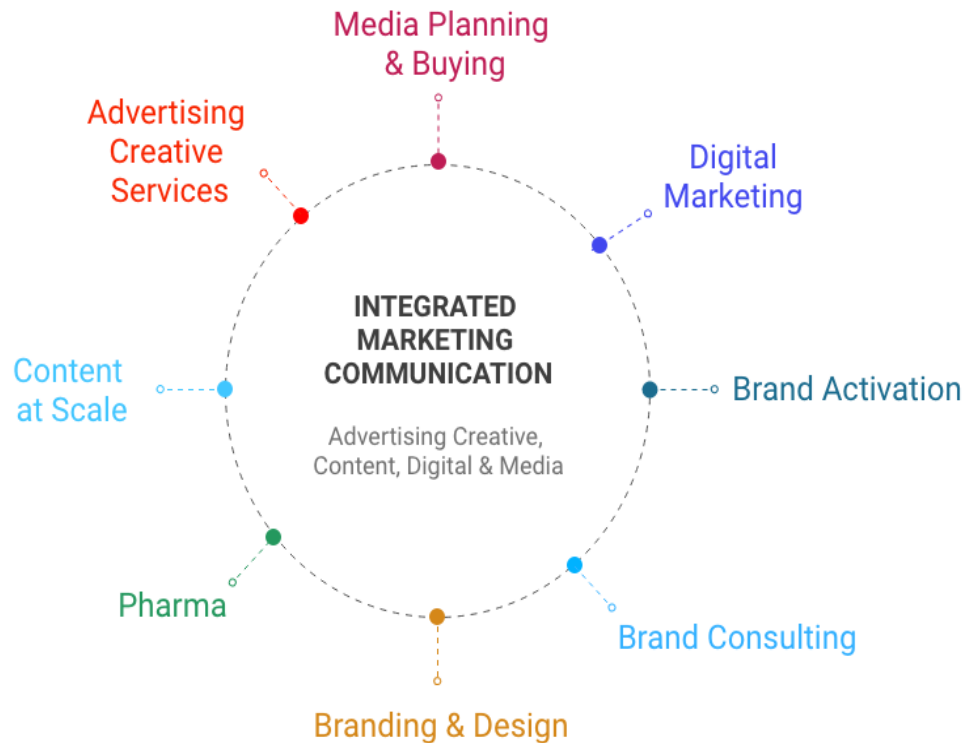 Media Planning
& Buying
Advertising
Creative
Services
Digital
Marketing
INTEGRATED
MARKETING
COMMUNICATION
Advertising Creative,
Content, Digital & Media
Content
at Scale
Brand Activation
Pharma
Brand Consulting
Branding & Design